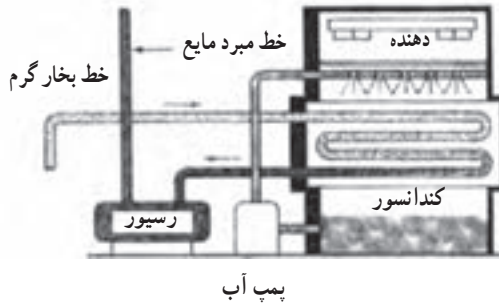 خط مبرد مایع
دهنده
خط بخار گرم
کندانسور
رسیور
پمپ آب